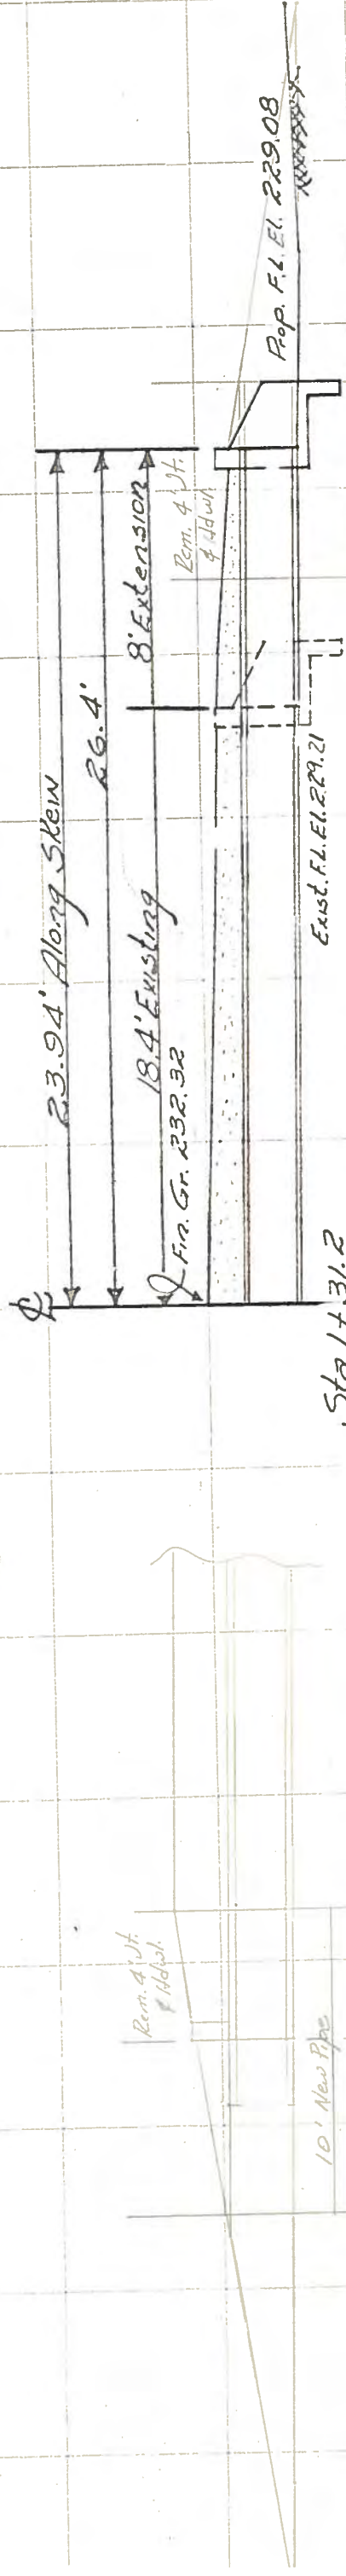 23.94' Along Skew
26.4'
8' Extension
18.4' Existing
Fin. Gr. 232.32
Rem. 4' Jt.
& Hdwl.
Prop. F.L. El. 229.08
Exist. F.L. El. 229.21
Sta 1+31.2
Rem. 4' Jt.
& Hdwl.
10' New Pipe